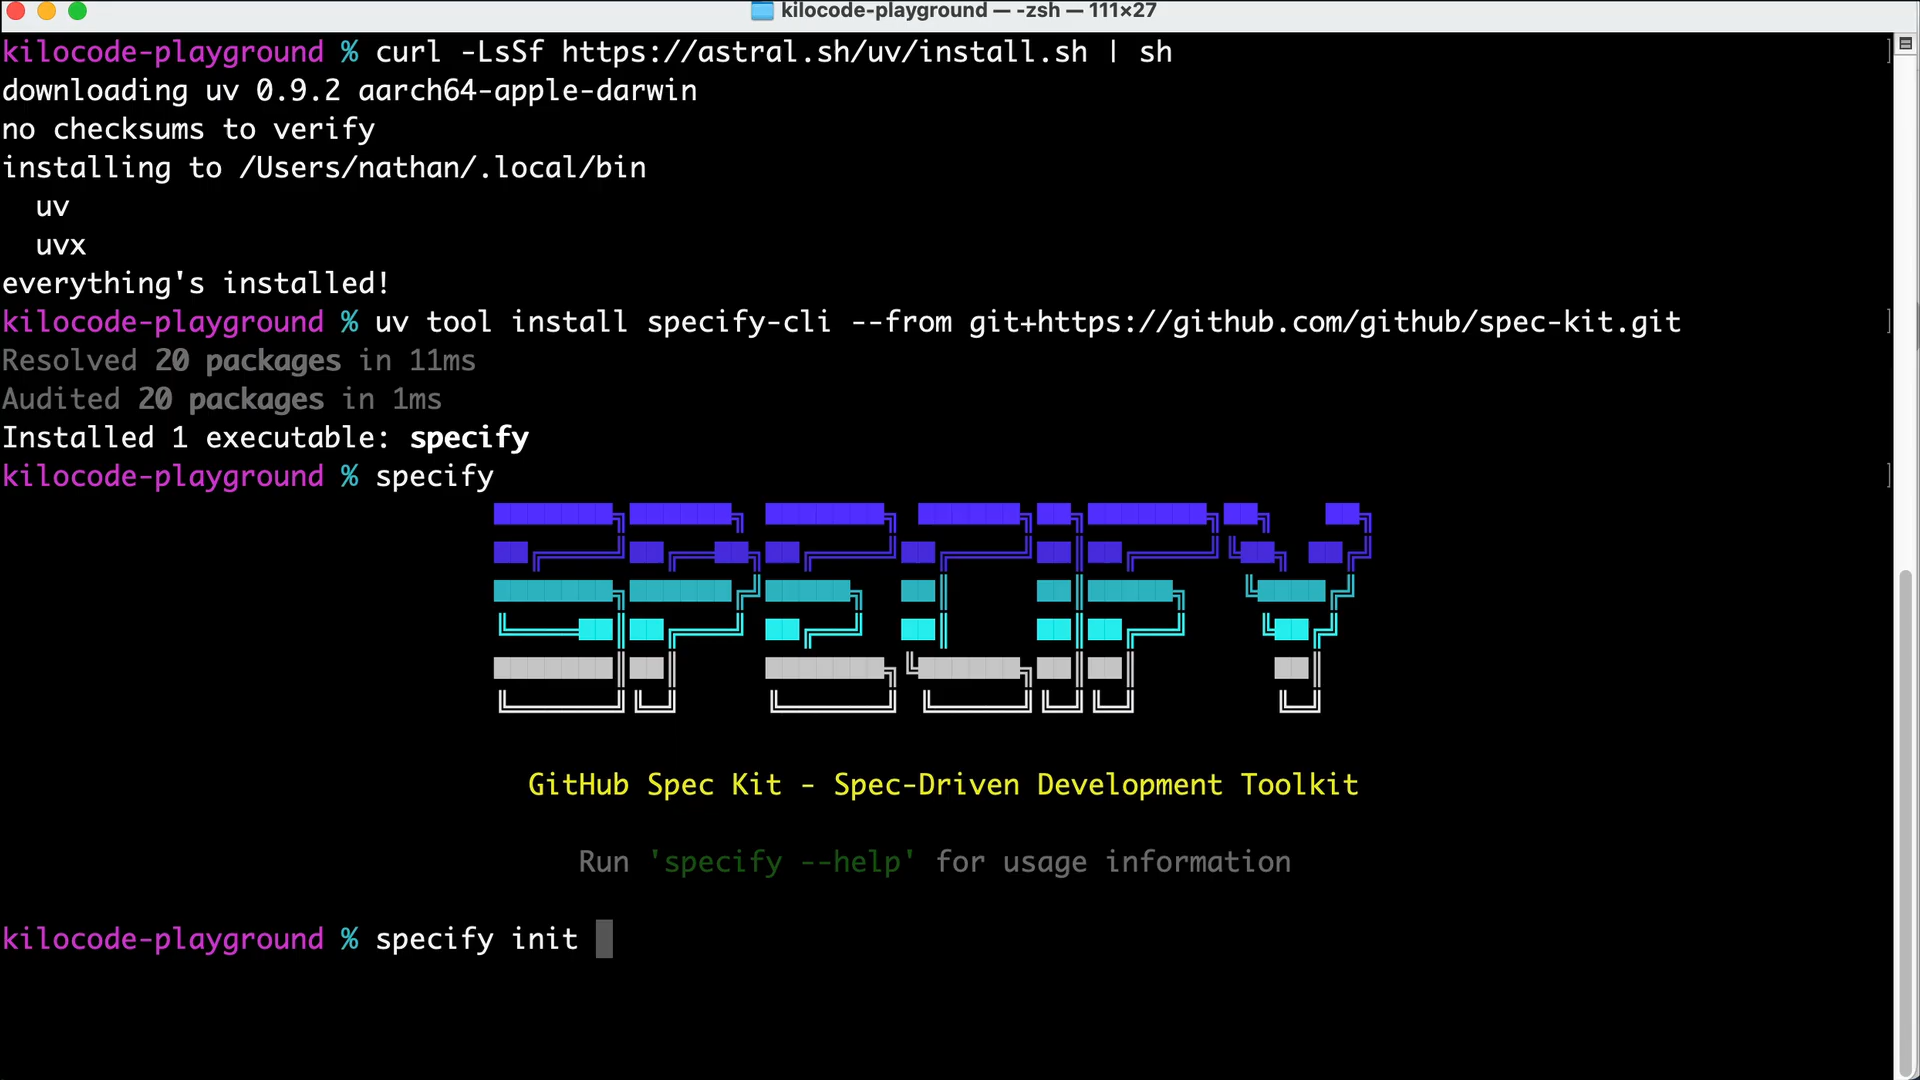 kilocode-playground — -zsh — 111×27
kilocode-playground % curl -LsSf https://astral.sh/uv/install.sh | sh
downloading uv 0.9.2 aarch64-apple-darwin
no checksums to verify
installing to /Users/nathan/.local/bin
  uv
  uvx
everything's installed!
kilocode-playground % uv tool install specify-cli --from git+https://github.com/github/spec-kit.git
Resolved 20 packages in 11ms
Audited 20 packages in 1ms
Installed 1 executable: specify
kilocode-playground % specify
SPECIFY
GitHub Spec Kit - Spec-Driven Development Toolkit
Run 'specify --help' for usage information
kilocode-playground % specify init